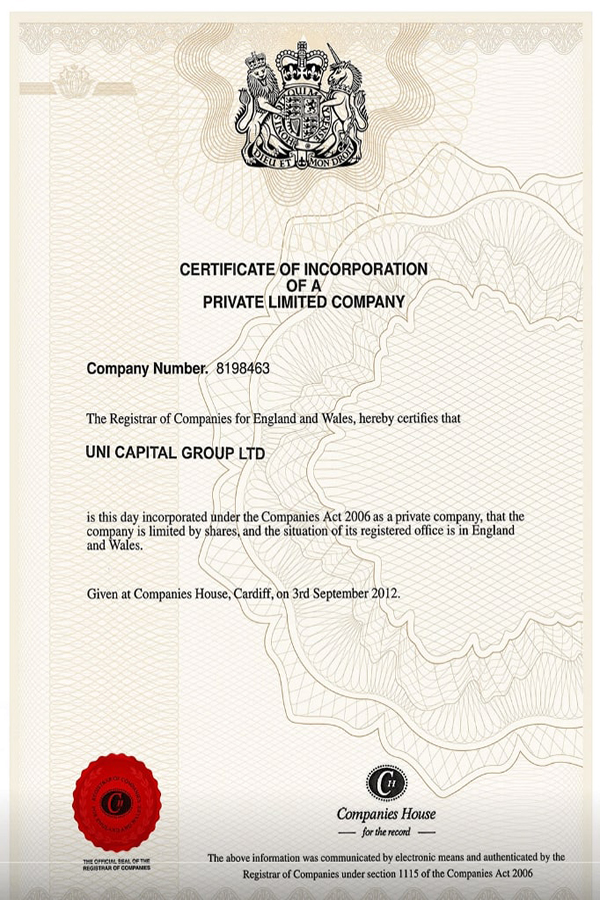 DIEU ET MON DROIT
CERTIFICATE OF INCORPORATION
OF A
PRIVATE LIMITED COMPANY
Company Number. 8198463
The Registrar of Companies for England and Wales, hereby certifies that
UNI CAPITAL GROUP LTD
is this day incorporated under the Companies Act 2006 as a private company, that the
company is limited by shares, and the situation of its registered office is in England
and Wales.
Given at Companies House, Cardiff, on 3rd September 2012.
CH
THE OFFICIAL SEAL OF THE
REGISTRAR OF COMPANIES
CH
Companies House
for the record
The above information was communicated by electronic means and authenticated by the
Registrar of Companies under section 1115 of the Companies Act 2006